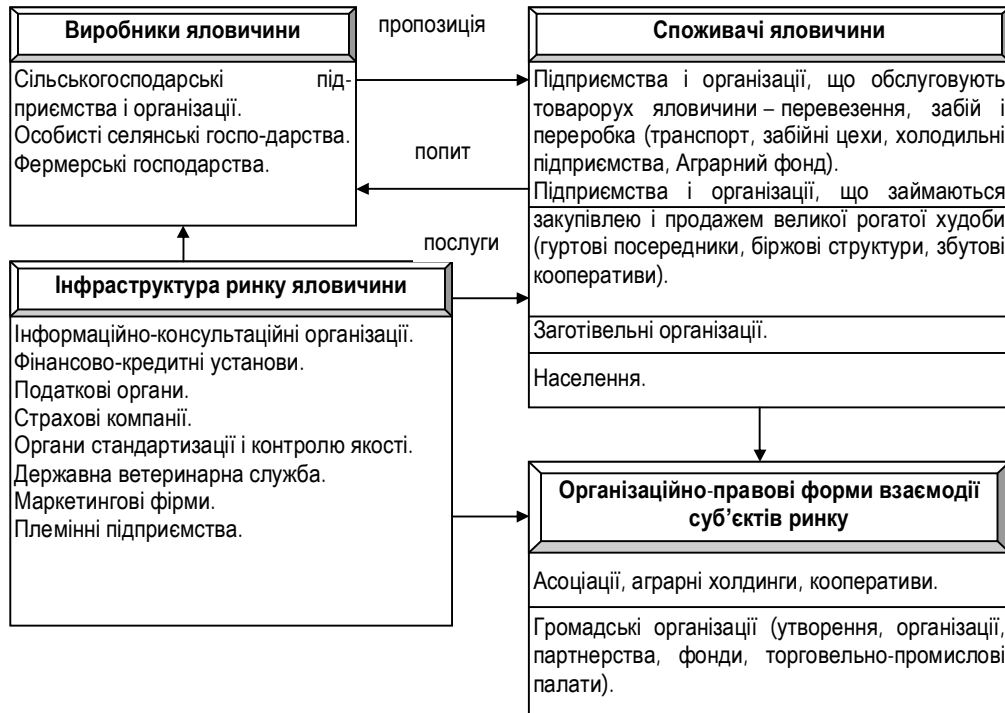 Виробники яловичини
Сільськогосподарські під-
приємства і організації.
Особисті селянські госпо-дарства.
Фермерські господарства.
пропозиція
попит
послуги
Споживачі яловичини
Підприємства і організації, що обслуговують
товарорух яловичини – перевезення, забій і
переробка (транспорт, забійні цехи, холодильні
підприємства, Аграрний фонд).
Підприємства і організації, що займаються
закупівлею і продажем великої рогатої худоби
(гуртові посередники, біржові структури, збутові
кооперативи).
Заготівельні організації.
Населення.
Інфраструктура ринку яловичини
Інформаційно-консультаційні організації.
Фінансово-кредитні установи.
Податкові органи.
Страхові компанії.
Органи стандартизації і контролю якості.
Державна ветеринарна служба.
Маркетингові фірми.
Племінні підприємства.
Організаційно-правові форми взаємодії
суб’єктів ринку
Асоціації, аграрні холдинги, кооперативи.
Громадські організації (утворення, організації,
партнерства, фонди, торговельно-промислові
палати).